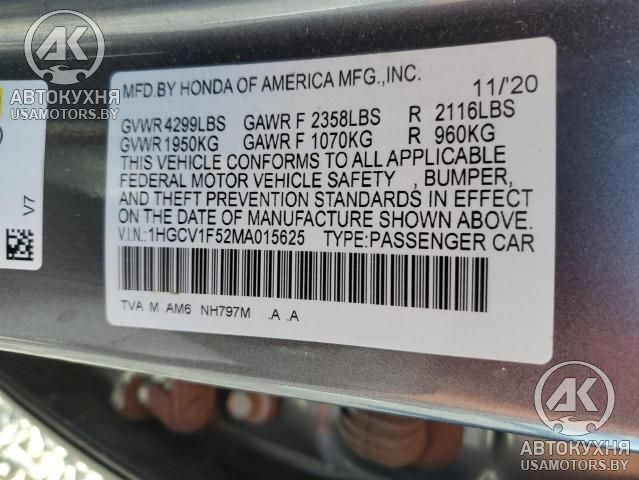 AK
АВТОКУХНЯ
USAMOTORS.BY
MFD.BY HONDA OF AMERICA MFG.,INC. 11/'20
GVWR 4299LBS GAWR F 2358LBS R 2116LBS
GVWR 1950KG GAWR F 1070KG R 960KG
THIS VEHICLE CONFORMS TO ALL APPLICABLE
FEDERAL MOTOR VEHICLE SAFETY , BUMPER,
AND THEFT PREVENTION STANDARDS IN EFFECT
ON THE DATE OF MANUFACTURE SHOWN ABOVE.
V.I.N.:1HGCV1F52MA015625 TYPE:PASSENGER CAR
TVA M AM6 NH797M .A .A
V7
AK
АВТОКУХНЯ
USAMOTORS.BY